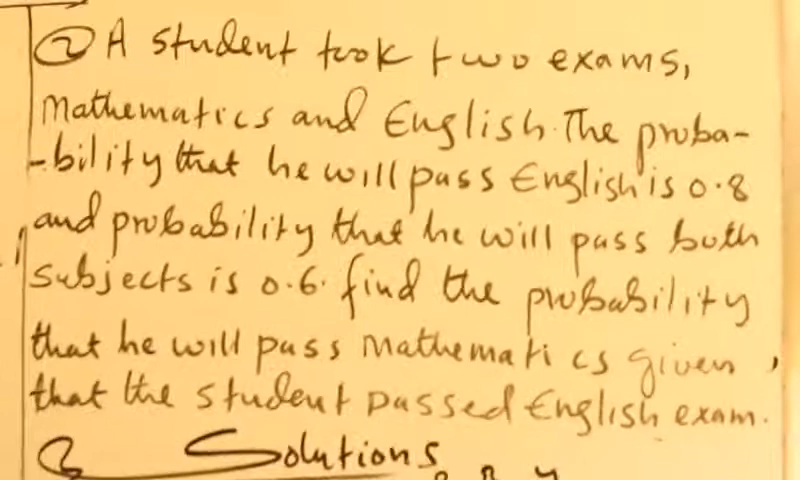 ② A student took two exams,
Mathematics and English. The proba-
-bility that he will pass English is 0.8
and probability that he will pass both
Subjects is 0.6. find the probability
that he will pass Mathematics given
that the student passed English exam.
Solutions